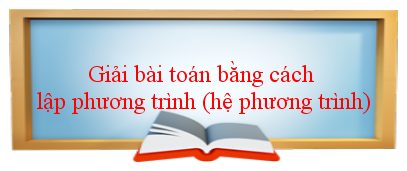 Giải bài toán bằng cách
lập phương trình (hệ phương trình)